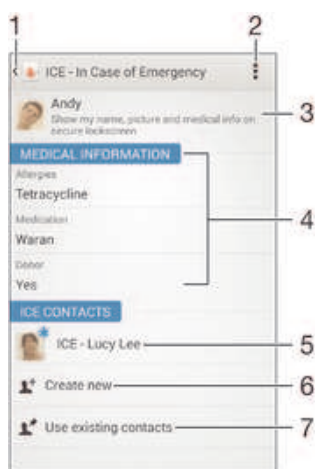 1 2
ICE - In Case of Emergency
Andy
Show my name, picture and medical info on
secure lockscreen
3
MEDICAL INFORMATION
Allergies
Tetracycline
4
Medication
Waran
Donor
Yes
ICE CONTACTS
ICE - Lucy Lee 5
Create new 6
Use existing contacts 7